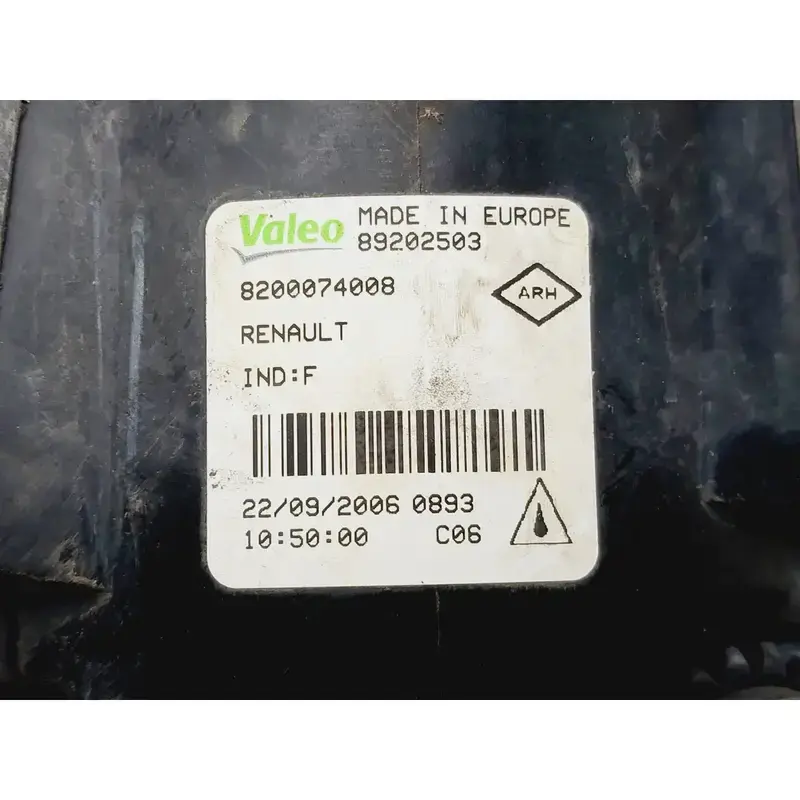 Valeo MADE IN EUROPE
89202503
8200074008
ARH
RENAULT
IND:F
22/09/2006 0893
10:50:00 C06